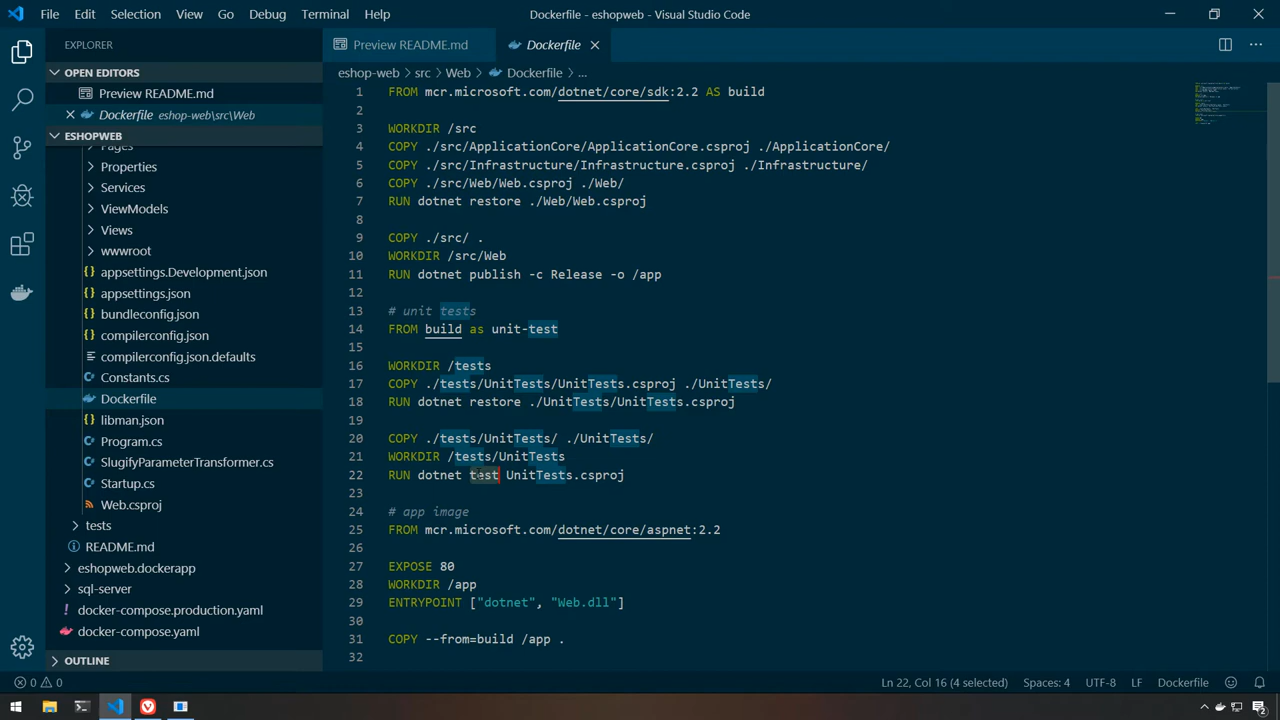 File Edit Selection View Go Debug Terminal Help Dockerfile - eshopweb - Visual Studio Code
EXPLORER
OPEN EDITORS
Preview README.md
Dockerfile eshop-web\src\Web
ESHOPWEB
Pages
Properties
Services
ViewModels
Views
wwwroot
{} appsettings.Development.json
{} appsettings.json
{} bundleconfig.json
{} compilerconfig.json
compilerconfig.json.defaults
Constants.cs
Dockerfile
{} libman.json
Program.cs
SlugifyParameterTransformer.cs
Startup.cs
Web.csproj
tests
README.md
eshopweb.dockerapp
sql-server
docker-compose.production.yaml
docker-compose.yaml
OUTLINE
Preview README.md Dockerfile
eshop-web > src > Web > Dockerfile > ...
1 FROM mcr.microsoft.com/dotnet/core/sdk:2.2 AS build
2
3 WORKDIR /src
4 COPY ./src/ApplicationCore/ApplicationCore.csproj ./ApplicationCore/
5 COPY ./src/Infrastructure/Infrastructure.csproj ./Infrastructure/
6 COPY ./src/Web/Web.csproj ./Web/
7 RUN dotnet restore ./Web/Web.csproj
8
9 COPY ./src/ .
10 WORKDIR /src/Web
11 RUN dotnet publish -c Release -o /app
12
13 # unit tests
14 FROM build as unit-test
15
16 WORKDIR /tests
17 COPY ./tests/UnitTests/UnitTests.csproj ./UnitTests/
18 RUN dotnet restore ./UnitTests/UnitTests.csproj
19
20 COPY ./tests/UnitTests/ ./UnitTests/
21 WORKDIR /tests/UnitTests
22 RUN dotnet test UnitTests.csproj
23
24 # app image
25 FROM mcr.microsoft.com/dotnet/core/aspnet:2.2
26
27 EXPOSE 80
28 WORKDIR /app
29 ENTRYPOINT ["dotnet", "Web.dll"]
30
31 COPY --from=build /app .
32
0 0 Ln 22, Col 16 (4 selected) Spaces: 4 UTF-8 LF Dockerfile
2